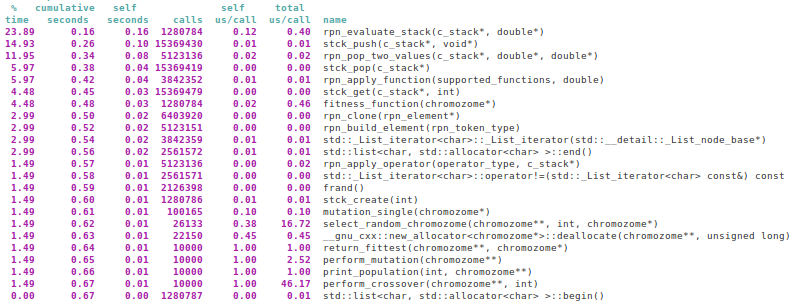 %   cumulative   self              self     total
time   seconds   seconds    calls  us/call  us/call  name
23.89      0.16     0.16  1280784     0.12     0.40  rpn_evaluate_stack(c_stack*, double*)
14.93      0.26     0.10 15369430     0.01     0.01  stck_push(c_stack*, void*)
11.95      0.34     0.08  5123136     0.02     0.02  rpn_pop_two_values(c_stack*, double*, double*)
5.97      0.38     0.04 15369419     0.00     0.00  stck_pop(c_stack*)
5.97      0.42     0.04  3842352     0.01     0.01  rpn_apply_function(supported_functions, double)
4.48      0.45     0.03 15369479     0.00     0.00  stck_get(c_stack*, int)
4.48      0.48     0.03  1280784     0.02     0.46  fitness_function(chromozome*)
2.99      0.50     0.02  6403920     0.00     0.00  rpn_clone(rpn_element*)
2.99      0.52     0.02  5123151     0.00     0.00  rpn_build_element(rpn_token_type)
2.99      0.54     0.02  3842359     0.01     0.01  std::_List_iterator<char>::_List_iterator(std::__detail::_List_node_base*)
2.99      0.56     0.02  2561572     0.01     0.01  std::list<char, std::allocator<char> >::end()
1.49      0.57     0.01  5123136     0.00     0.02  rpn_apply_operator(operator_type, c_stack*)
1.49      0.58     0.01  2561571     0.00     0.00  std::_List_iterator<char>::operator!=(std::_List_iterator<char> const&) const
1.49      0.59     0.01  2126398     0.00     0.00  frand()
1.49      0.60     0.01  1280786     0.01     0.01  stck_create(int)
1.49      0.61     0.01   100165     0.10     0.10  mutation_single(chromozome*)
1.49      0.62     0.01    26133     0.38    16.72  select_random_chromozome(chromozome**, int, chromozome*)
1.49      0.63     0.01    22150     0.45     0.45  __gnu_cxx::new_allocator<chromozome*>::deallocate(chromozome**, unsigned long)
1.49      0.64     0.01    10000     1.00     1.00  return_fittest(chromozome**, chromozome*)
1.49      0.65     0.01    10000     1.00     2.52  perform_mutation(chromozome**)
1.49      0.66     0.01    10000     1.00     1.00  print_population(int, chromozome**)
1.49      0.67     0.01    10000     1.00    46.17  perform_crossover(chromozome**, int)
0.00      0.67     0.00  1280787     0.00     0.01  std::list<char, std::allocator<char> >::begin()